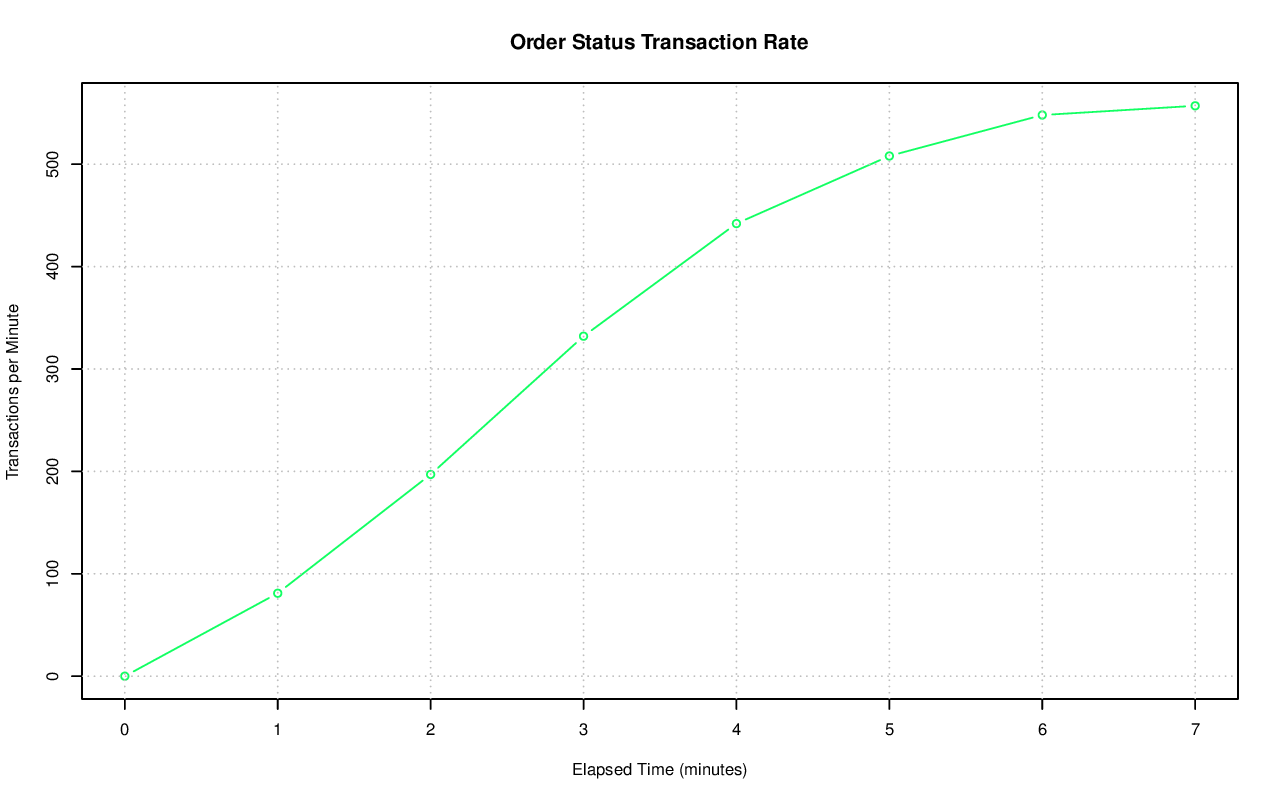 Order Status Transaction Rate
Transactions per Minute
500
400
300
200
100
0
0 1 2 3 4 5 6 7
Elapsed Time (minutes)